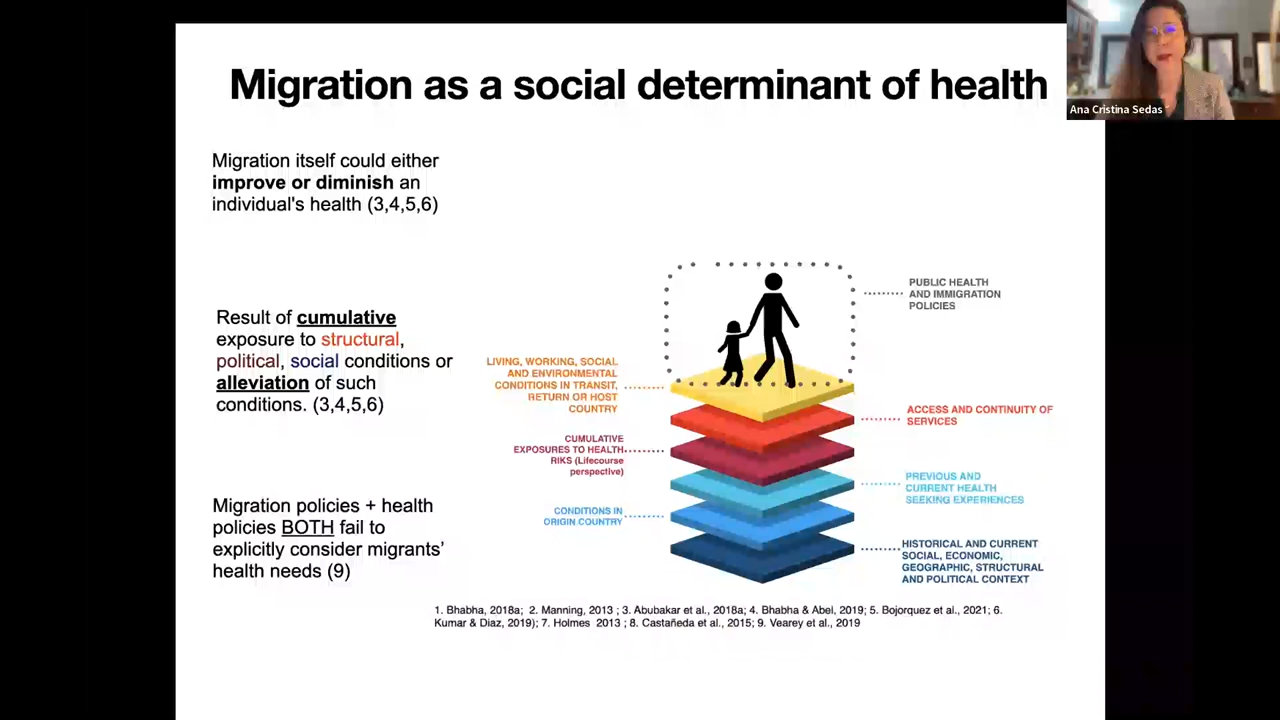 Migration as a social determinant of health
Ana Cristina Sedas
Migration itself could either
improve or diminish an
individual's health (3,4,5,6)
Result of cumulative
exposure to structural,
political, social conditions or
alleviation of such
conditions. (3,4,5,6)
Migration policies + health
policies BOTH fail to
explicitly consider migrants’
health needs (9)
PUBLIC HEALTH
AND IMMIGRATION
POLICIES
LIVING, WORKING, SOCIAL
AND ENVIRONMENTAL
CONDITIONS IN TRANSIT,
RETURN OR HOST
COUNTRY
ACCESS AND CONTINUITY OF
SERVICES
CUMULATIVE
EXPOSURES TO HEALTH
RIKS (Lifecourse
perspective)
PREVIOUS AND
CURRENT HEALTH
SEEKING EXPERIENCES
CONDITIONS IN
ORIGIN COUNTRY
HISTORICAL AND CURRENT
SOCIAL, ECONOMIC,
GEOGRAPHIC, STRUCTURAL
AND POLITICAL CONTEXT
1. Bhabha, 2018a; 2. Manning, 2013 ; 3. Abubakar et al., 2018a; 4. Bhabha & Abel, 2019; 5. Bojorquez et al., 2021; 6.
Kumar & Diaz, 2019); 7. Holmes 2013 ; 8. Castañeda et al., 2015; 9. Vearey et al., 2019